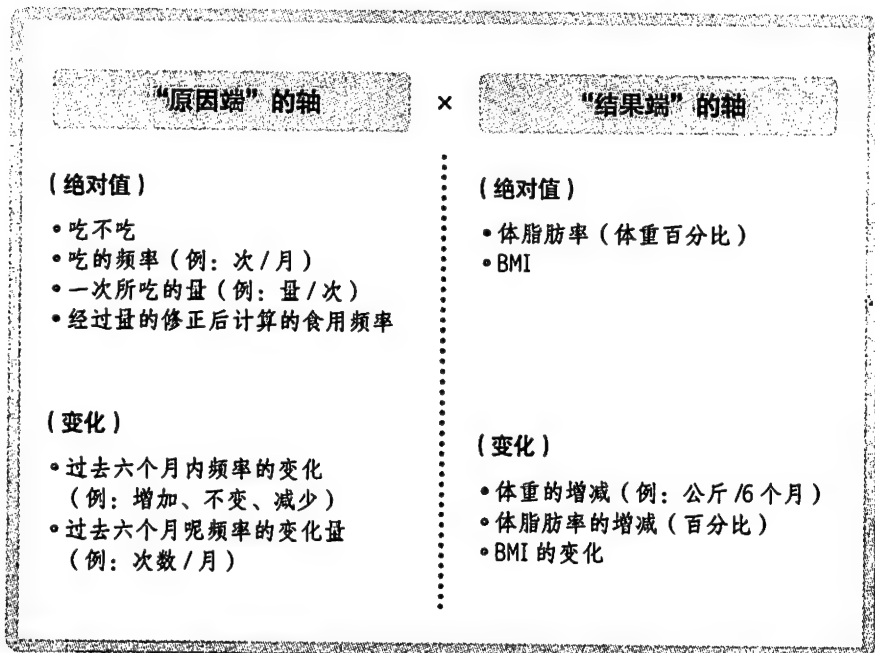 “原因端”的轴
×
“结果端”的轴
（绝对值）
•吃不吃
•吃的频率（例：次/月）
•一次所吃的量（例：量/次）
•经过量的修正后计算的食用频率
（变化）
•过去六个月内频率的变化
（例：增加、不变、减少）
•过去六个月呢频率的变化量
（例：次数/月）
（绝对值）
•体脂肪率（体重百分比）
•BMI
（变化）
•体重的增减（例：公斤/6个月）
•体脂肪率的增减（百分比）
•BMI的变化